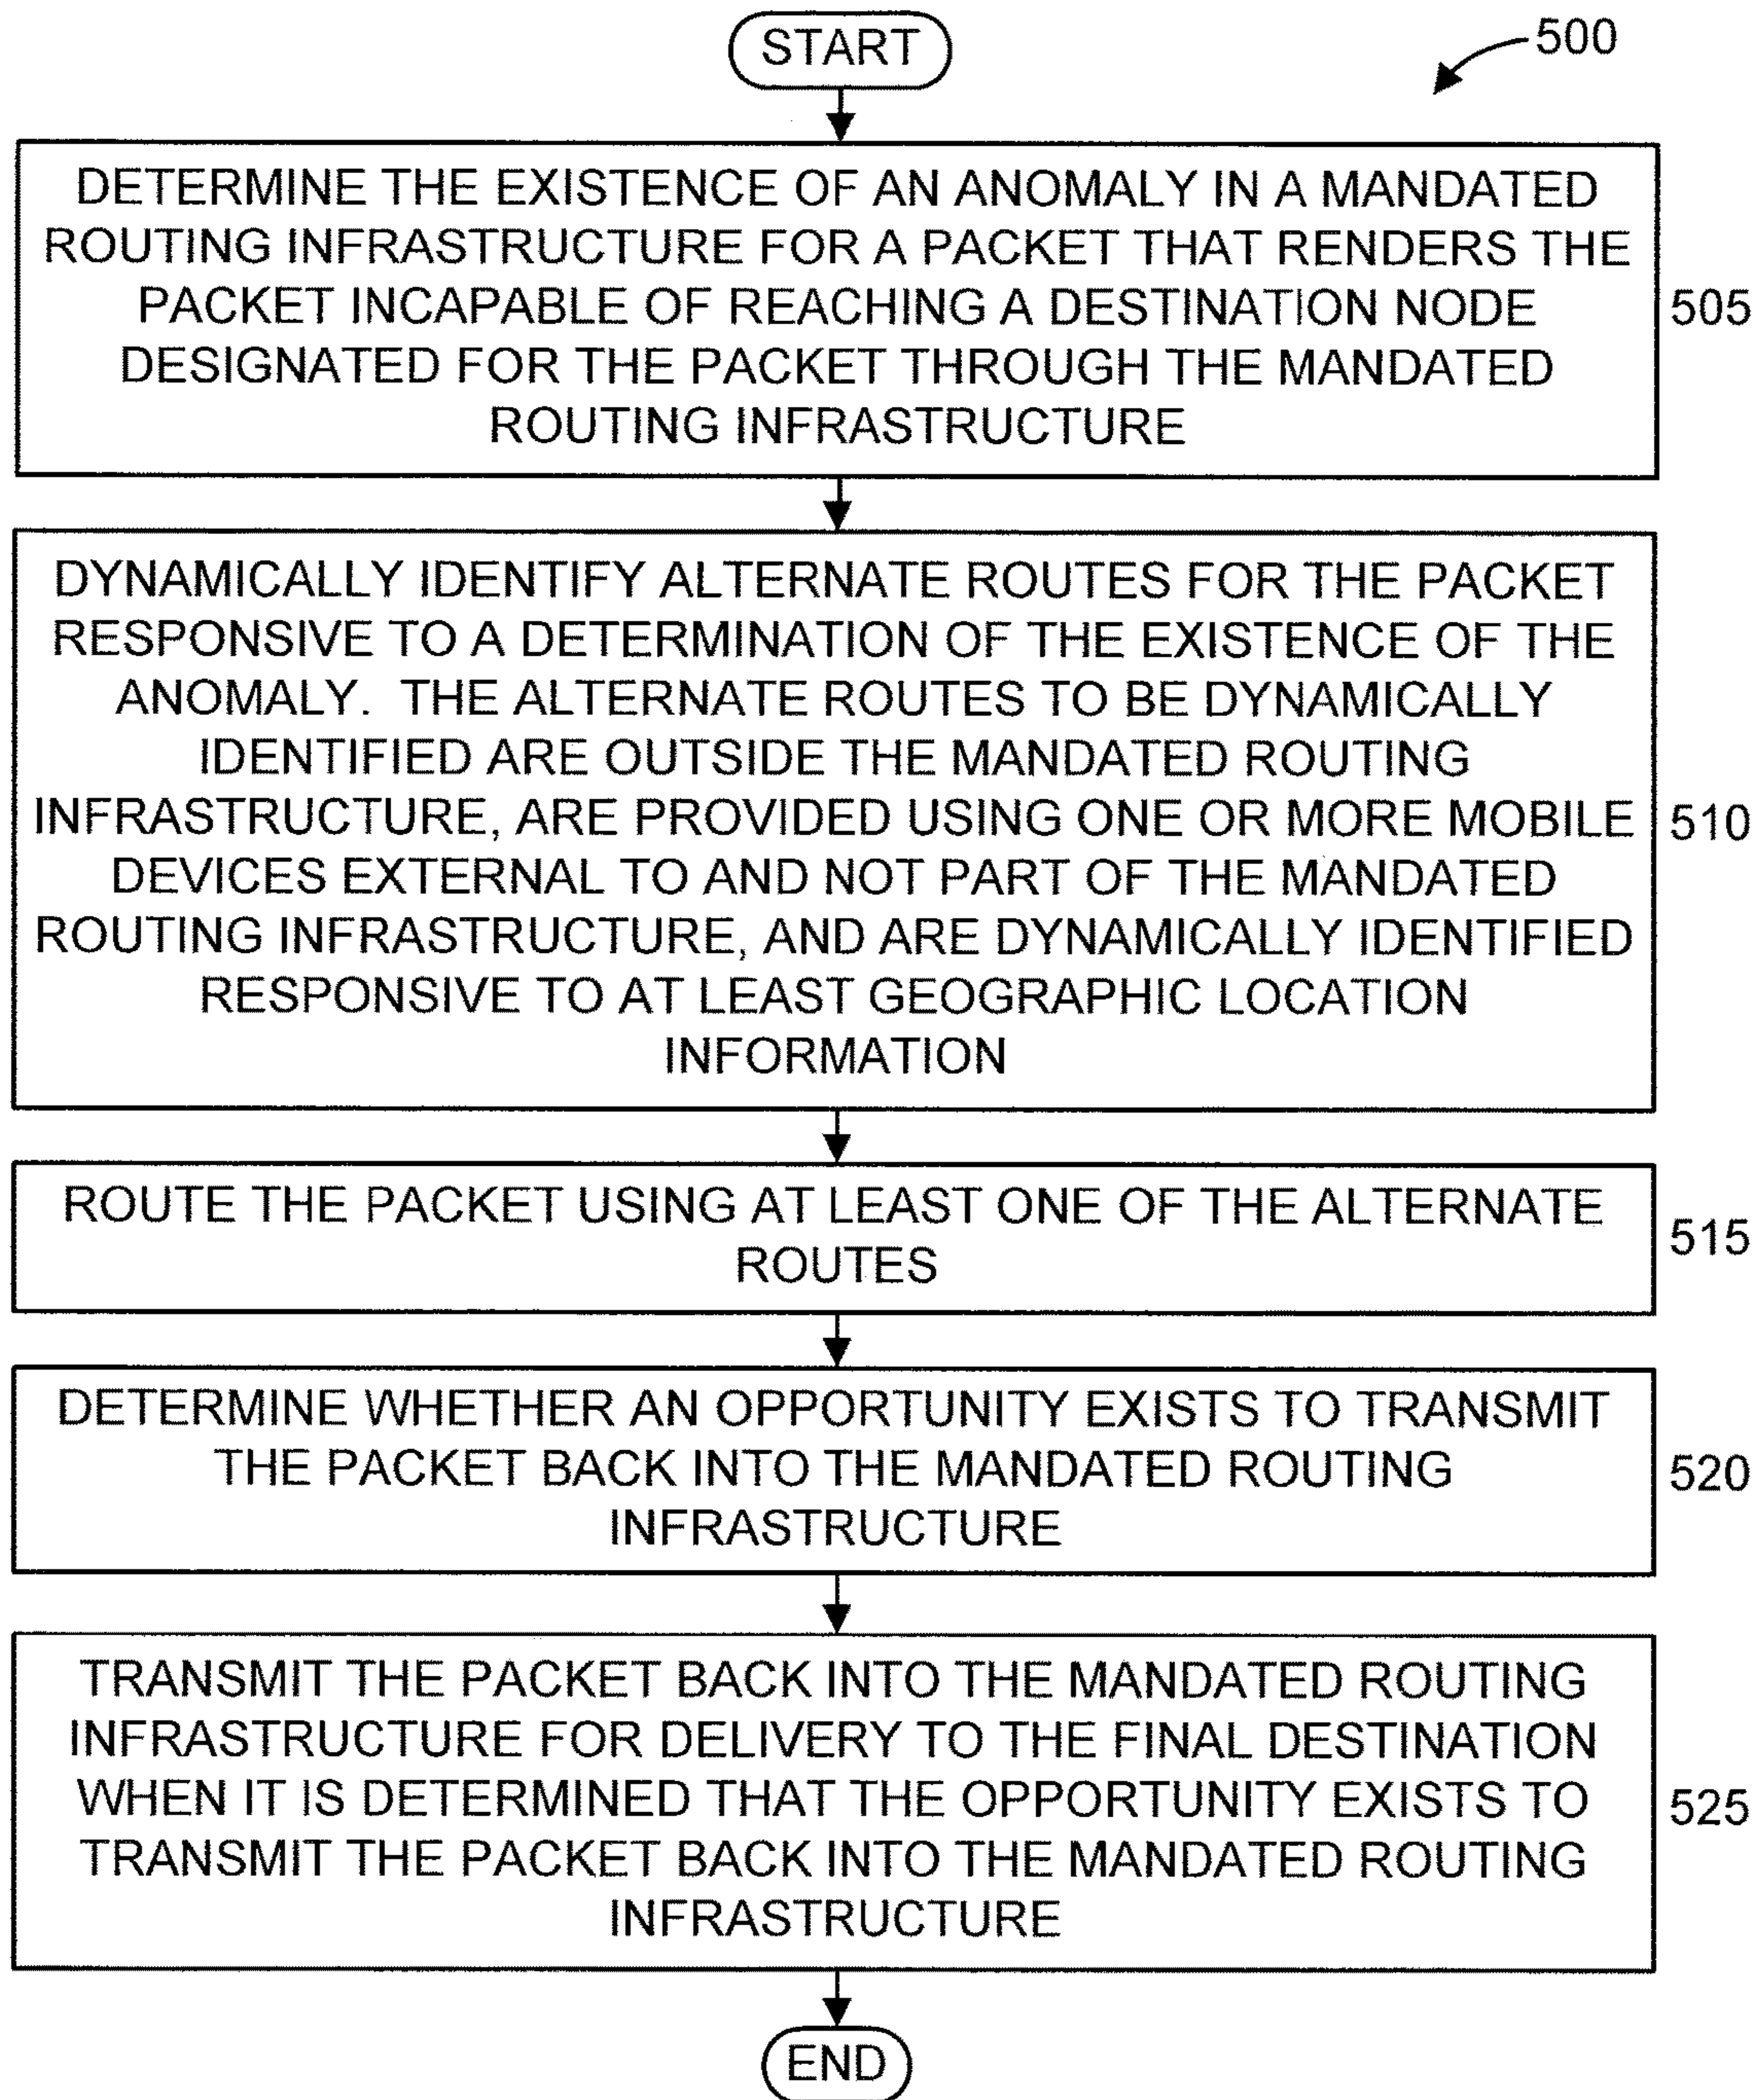 START
500
DETERMINE THE EXISTENCE OF AN ANOMALY IN A MANDATED
ROUTING INFRASTRUCTURE FOR A PACKET THAT RENDERS THE
PACKET INCAPABLE OF REACHING A DESTINATION NODE
DESIGNATED FOR THE PACKET THROUGH THE MANDATED
ROUTING INFRASTRUCTURE
505
DYNAMICALLY IDENTIFY ALTERNATE ROUTES FOR THE PACKET
RESPONSIVE TO A DETERMINATION OF THE EXISTENCE OF THE
ANOMALY. THE ALTERNATE ROUTES TO BE DYNAMICALLY
IDENTIFIED ARE OUTSIDE THE MANDATED ROUTING
INFRASTRUCTURE, ARE PROVIDED USING ONE OR MORE MOBILE
DEVICES EXTERNAL TO AND NOT PART OF THE MANDATED
ROUTING INFRASTRUCTURE, AND ARE DYNAMICALLY IDENTIFIED
RESPONSIVE TO AT LEAST GEOGRAPHIC LOCATION
INFORMATION
510
ROUTE THE PACKET USING AT LEAST ONE OF THE ALTERNATE
ROUTES
515
DETERMINE WHETHER AN OPPORTUNITY EXISTS TO TRANSMIT
THE PACKET BACK INTO THE MANDATED ROUTING
INFRASTRUCTURE
520
TRANSMIT THE PACKET BACK INTO THE MANDATED ROUTING
INFRASTRUCTURE FOR DELIVERY TO THE FINAL DESTINATION
WHEN IT IS DETERMINED THAT THE OPPORTUNITY EXISTS TO
TRANSMIT THE PACKET BACK INTO THE MANDATED ROUTING
INFRASTRUCTURE
525
END